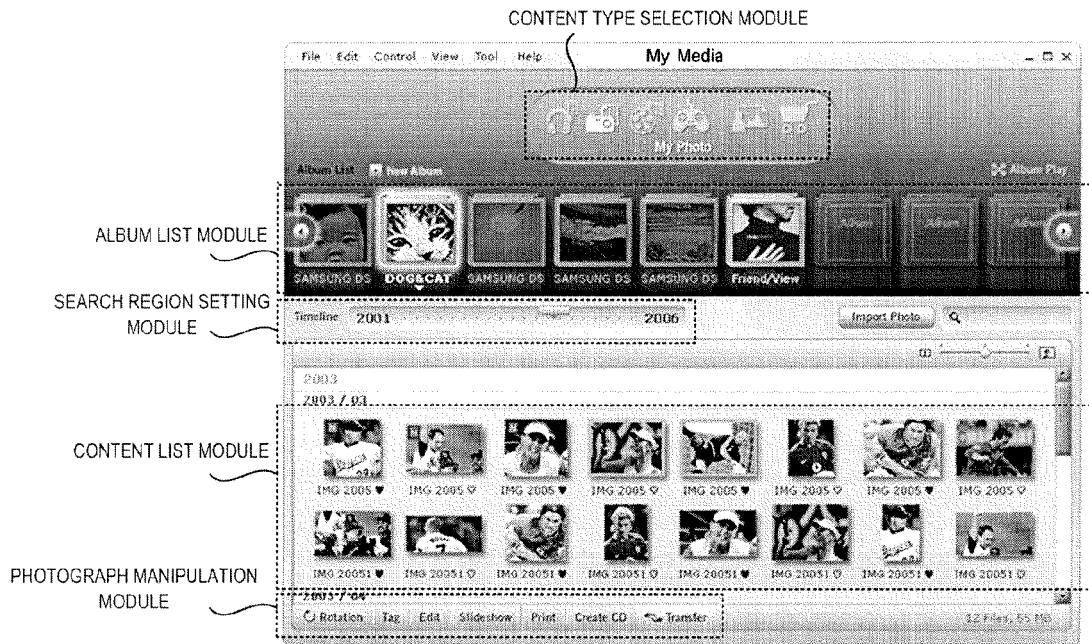 CONTENT TYPE SELECTION MODULE
File Edit Control View Tool Help My Media
My Photo
Album List New Album Album Play
ALBUM LIST MODULE
SAMSUNG DS DOG&CAT SAMSUNG DS SAMSUNG DS SAMSUNG DS Friend/View
SEARCH REGION SETTING
MODULE
Timeline 2001 2006 Import Photo
2003
2003 / 03
CONTENT LIST MODULE
IMG 2005 ♥ IMG 2005 ♡ IMG 2005 ♥ IMG 2005 ♡ IMG 2005 ♥ IMG 2005 ♡ IMG 2005 ♥ IMG 2005 ♡
IMG 20051 ♥ IMG 20051 ♡ IMG 20051 ♥ IMG 20051 ♡ IMG 20051 ♥ IMG 20051 ♡ IMG 20051 ♥ IMG 20051 ♡
PHOTOGRAPH MANIPULATION
MODULE
2003 / 04
Rotation Tag Edit Slideshow Print Create CD Transfer 12 Files, 55 MB